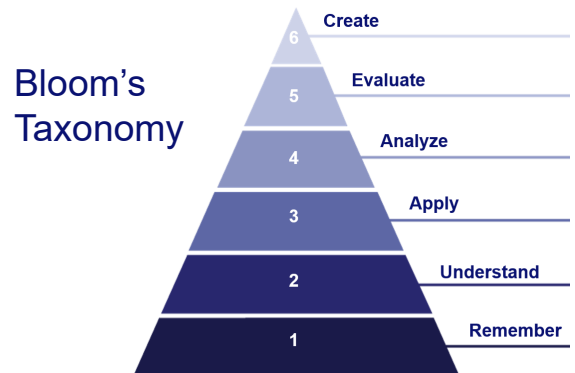 Bloom's
Taxonomy
6 Create
5 Evaluate
4 Analyze
3 Apply
2 Understand
1 Remember